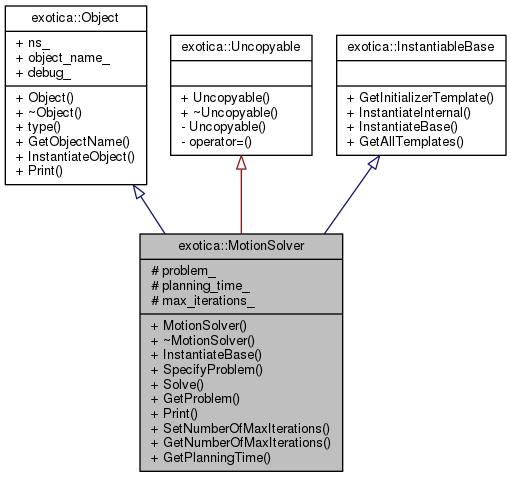 exotica::Object
+ ns_
+ object_name_
+ debug_
+ Object()
+ ~Object()
+ type()
+ GetObjectName()
+ InstantiateObject()
+ Print()
exotica::Uncopyable
+ Uncopyable()
+ ~Uncopyable()
- Uncopyable()
- operator=()
exotica::InstantiableBase
+ GetInitializerTemplate()
+ InstantiateInternal()
+ InstantiateBase()
+ GetAllTemplates()
exotica::MotionSolver
# problem_
# planning_time_
# max_iterations_
+ MotionSolver()
+ ~MotionSolver()
+ InstantiateBase()
+ SpecifyProblem()
+ Solve()
+ GetProblem()
+ Print()
+ SetNumberOfMaxIterations()
+ GetNumberOfMaxIterations()
+ GetPlanningTime()